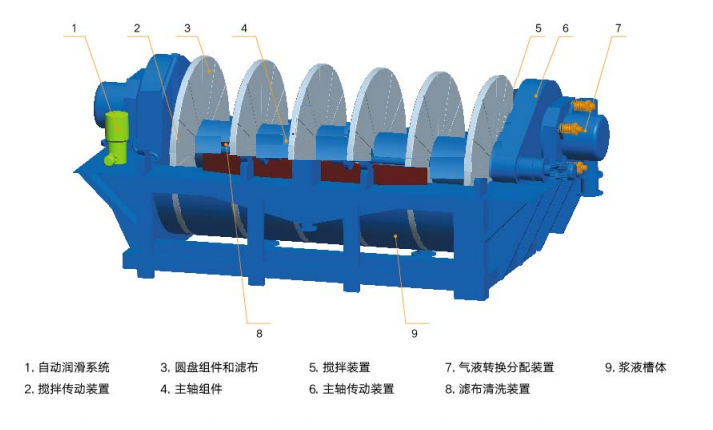 1 2 3 4 5 6 7
8 9
1. 自动润滑系统 3. 圆盘组件和滤布 5. 搅拌装置 7. 气液转换分配装置 9. 浆液槽体
2. 搅拌传动装置 4. 主轴组件 6. 主轴传动装置 8. 滤布清洗装置